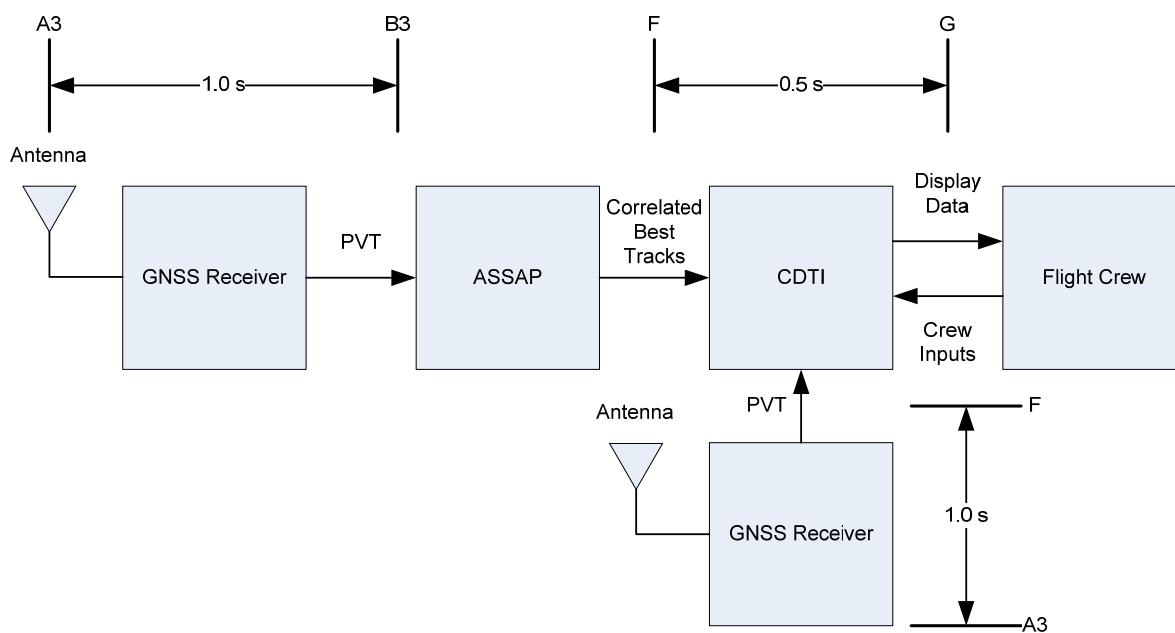 A3
B3
F
G
1.0 s
0.5 s
Antenna
GNSS Receiver
PVT
ASSAP
Correlated
Best
Tracks
CDTI
Display
Data
Crew
Inputs
Flight Crew
Antenna
PVT
GNSS Receiver
F
1.0 s
A3